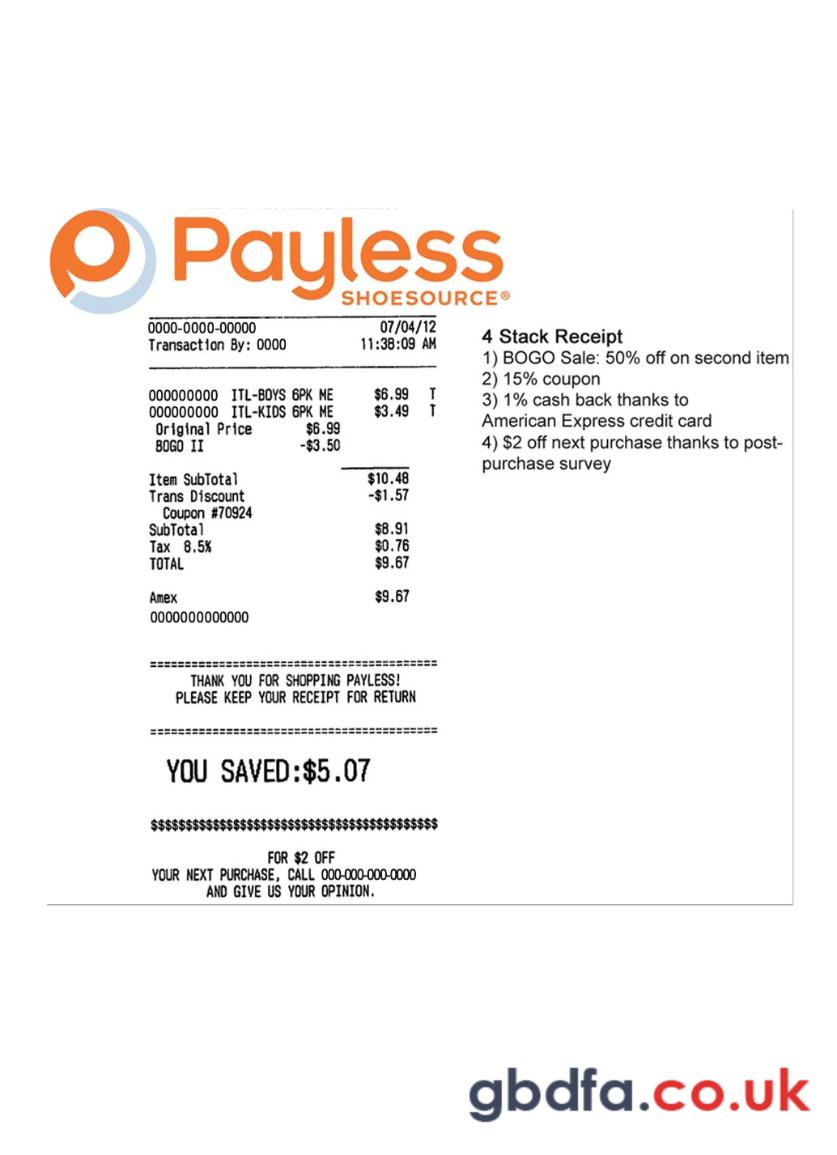 Payless
SHOESOURCE®
0000-0000-00000 07/04/12
Transaction By: 0000 11:38:09 AM
000000000 ITL-BOYS 6PK ME $6.99 T
000000000 ITL-KIDS 6PK ME $3.49 T
Original Price $6.99
BOGO II -$3.50
Item SubTotal $10.48
Trans Discount -$1.57
Coupon #70924
SubTotal $8.91
Tax 8.5% $0.76
TOTAL $9.67
Amex $9.67
0000000000000
=========================================
THANK YOU FOR SHOPPING PAYLESS!
PLEASE KEEP YOUR RECEIPT FOR RETURN
=========================================
YOU SAVED:$5.07
$$$$$$$$$$$$$$$$$$$$$$$$$$$$$$$$$$$$$$$$$
FOR $2 OFF
YOUR NEXT PURCHASE, CALL 000-000-000-0000
AND GIVE US YOUR OPINION.
4 Stack Receipt
1) BOGO Sale: 50% off on second item
2) 15% coupon
3) 1% cash back thanks to
American Express credit card
4) $2 off next purchase thanks to post-
purchase survey
gbdfa.co.uk